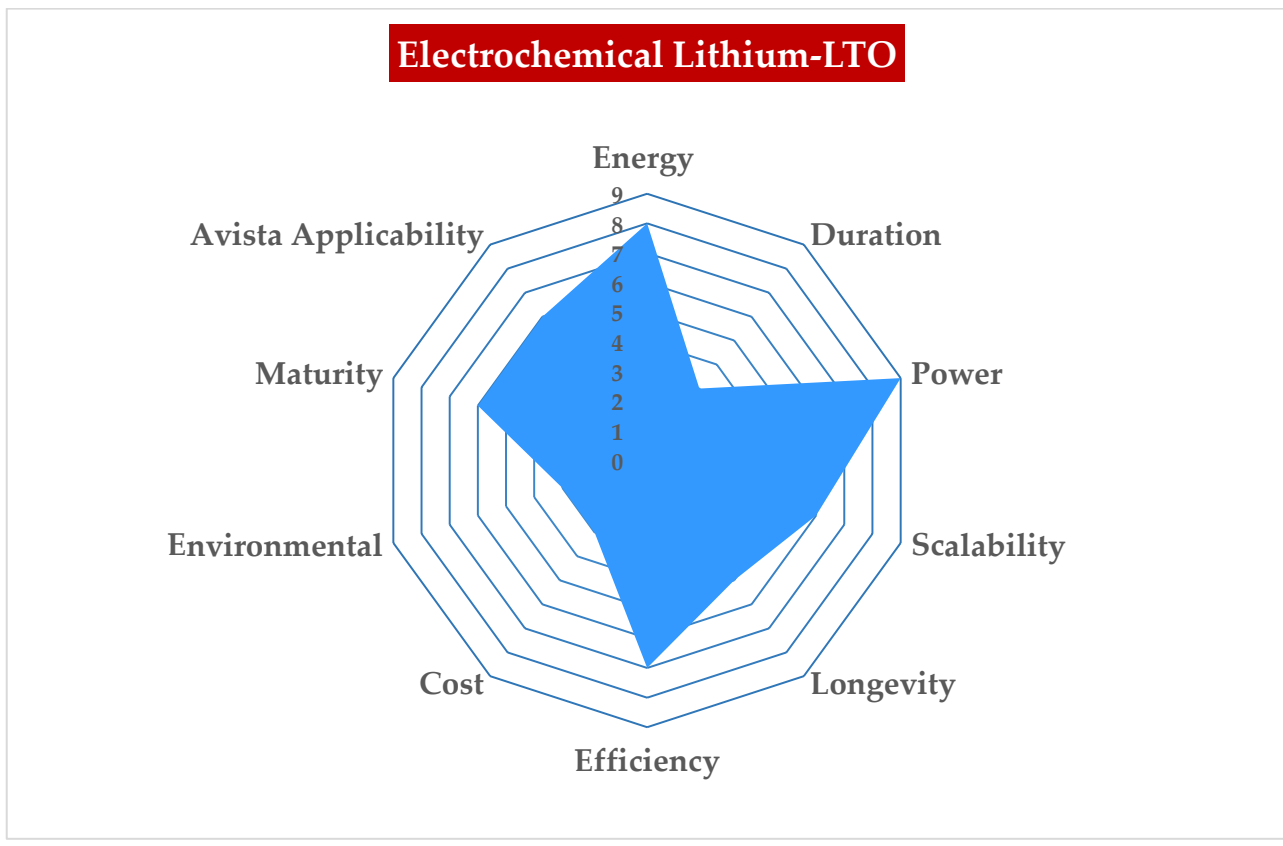 Electrochemical Lithium-LTO
Energy
9
Avista Applicability
Duration
8
7
6
5
4
Maturity
Power
3
2
1
0
Environmental
Scalability
Cost
Longevity
Efficiency